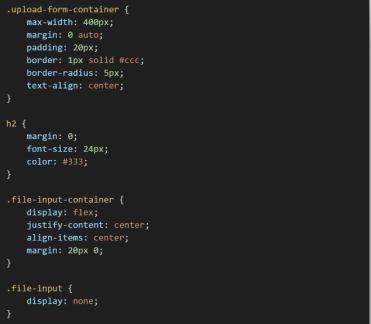 .upload-form-container {
    max-width: 400px;
    margin: 0 auto;
    padding: 20px;
    border: 1px solid #ccc;
    border-radius: 5px;
    text-align: center;
}
h2 {
    margin: 0;
    font-size: 24px;
    color: #333;
}
.file-input-container {
    display: flex;
    justify-content: center;
    align-items: center;
    margin: 20px 0;
}
.file-input {
    display: none;
}